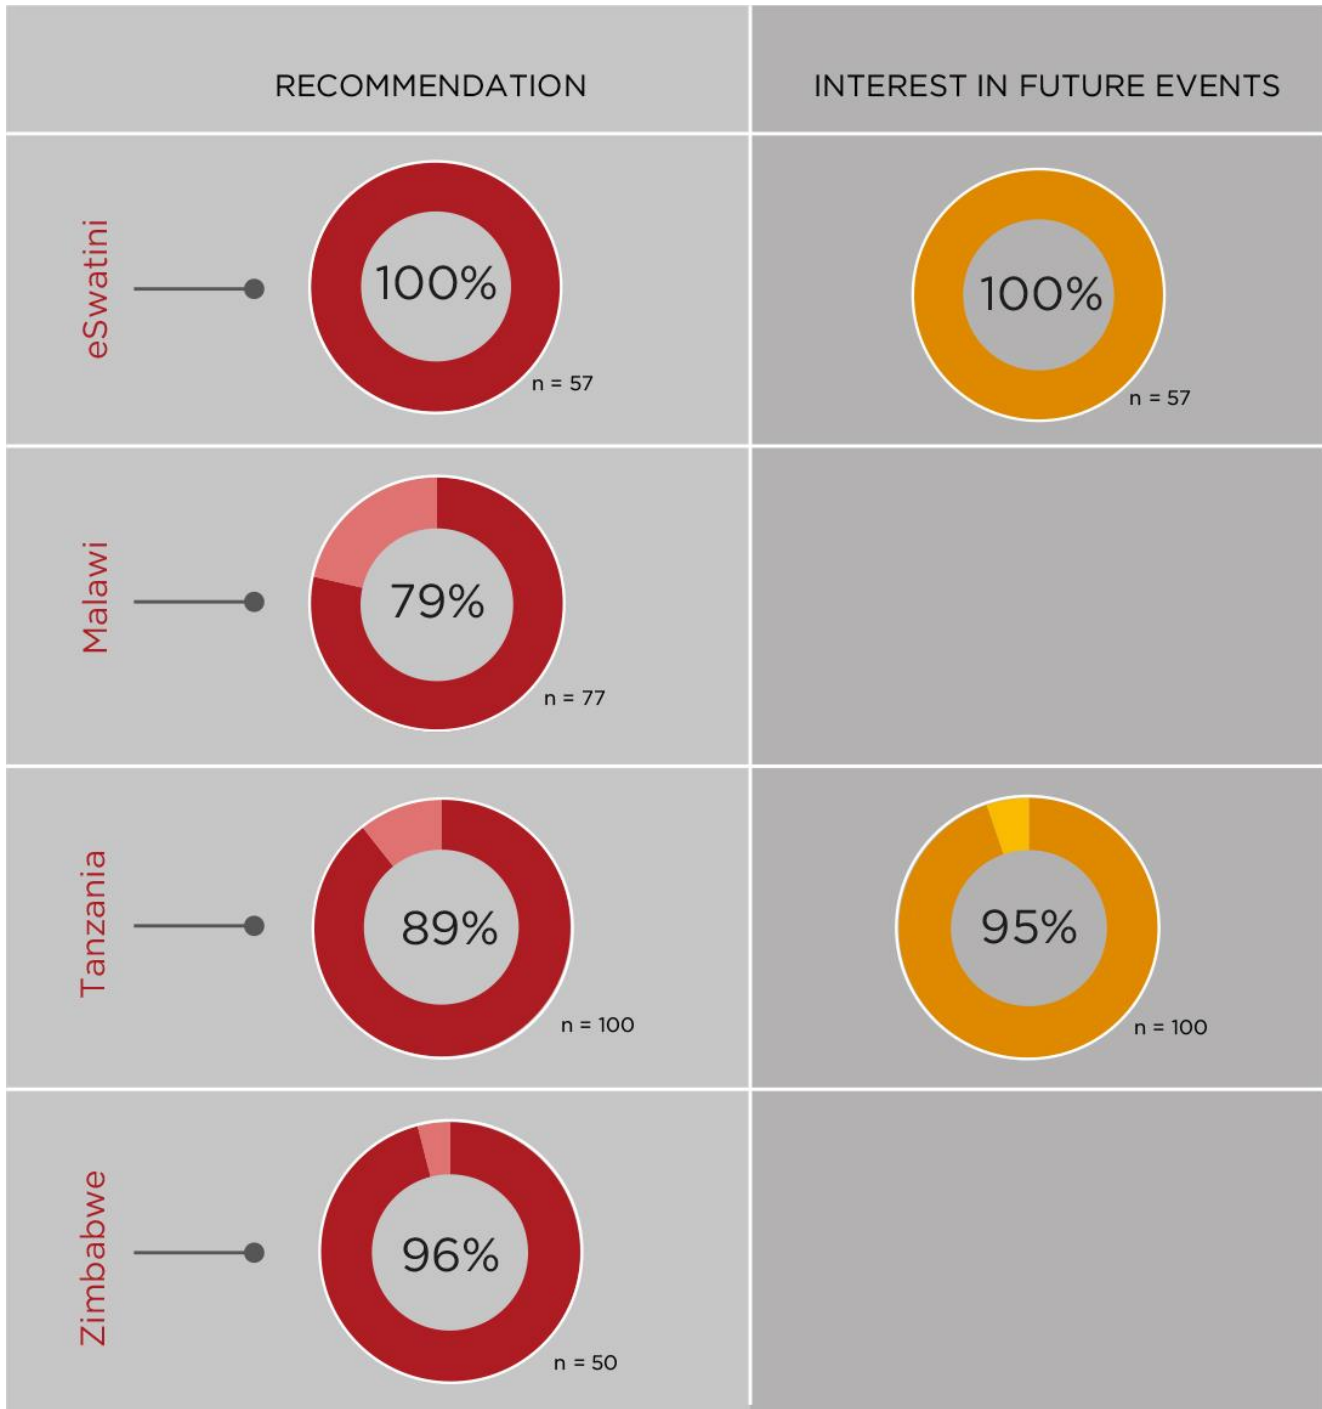 RECOMMENDATION
INTEREST IN FUTURE EVENTS
eSwatini
100%
n = 57
100%
n = 57
Malawi
79%
n = 77
Tanzania
89%
n = 100
95%
n = 100
Zimbabwe
96%
n = 50